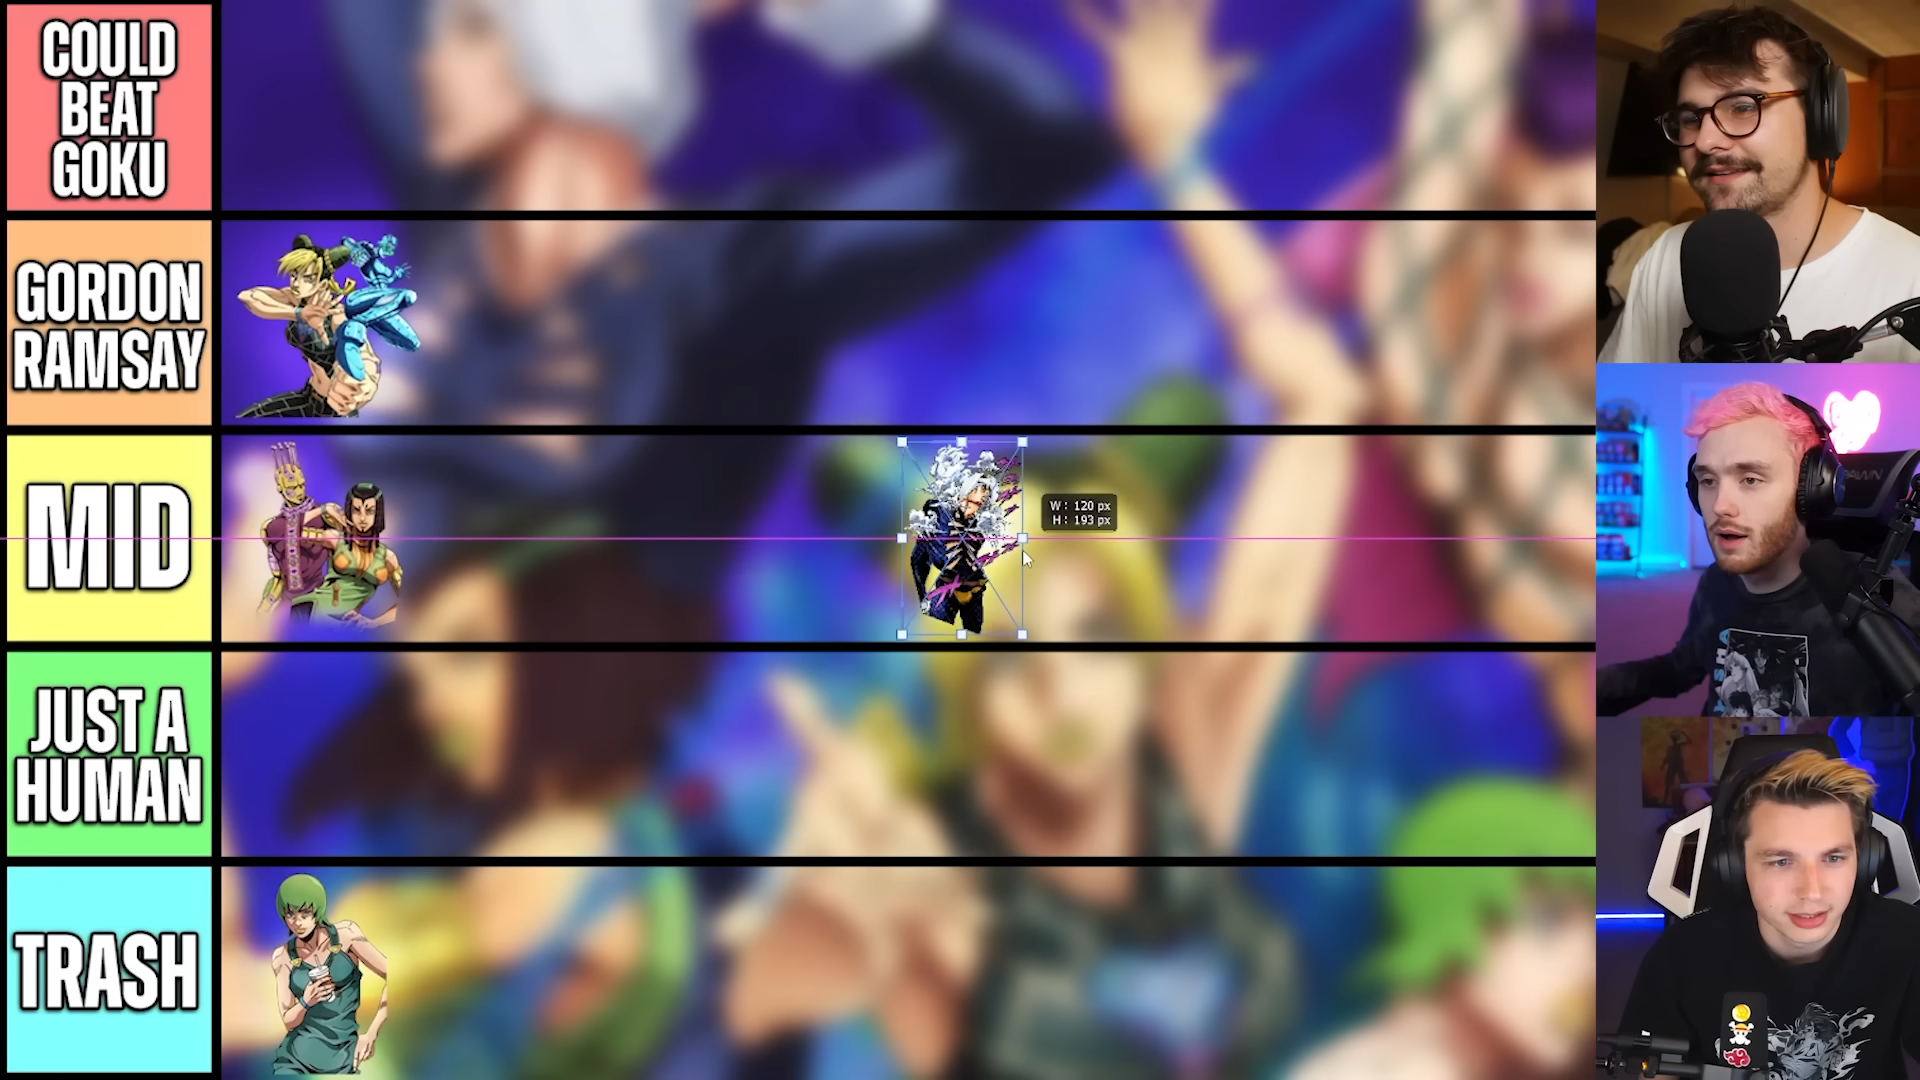 COULD
BEAT
GOKU
GORDON
RAMSAY
MID
W: 120 px
H: 193 px
JUST A
HUMAN
TRASH